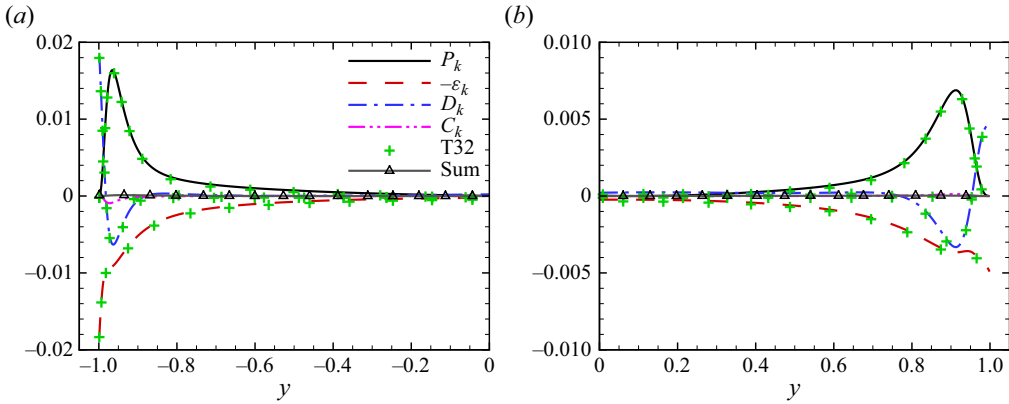 (a)
(b)
0.02
0.01
0
–0.01
–0.02
–1.0
–0.8
–0.6
–0.4
–0.2
0
y
P_k
–ε_k
D_k
C_k
T32
Sum
0.010
0.005
0
–0.005
–0.010
0
0.2
0.4
0.6
0.8
1.0
y